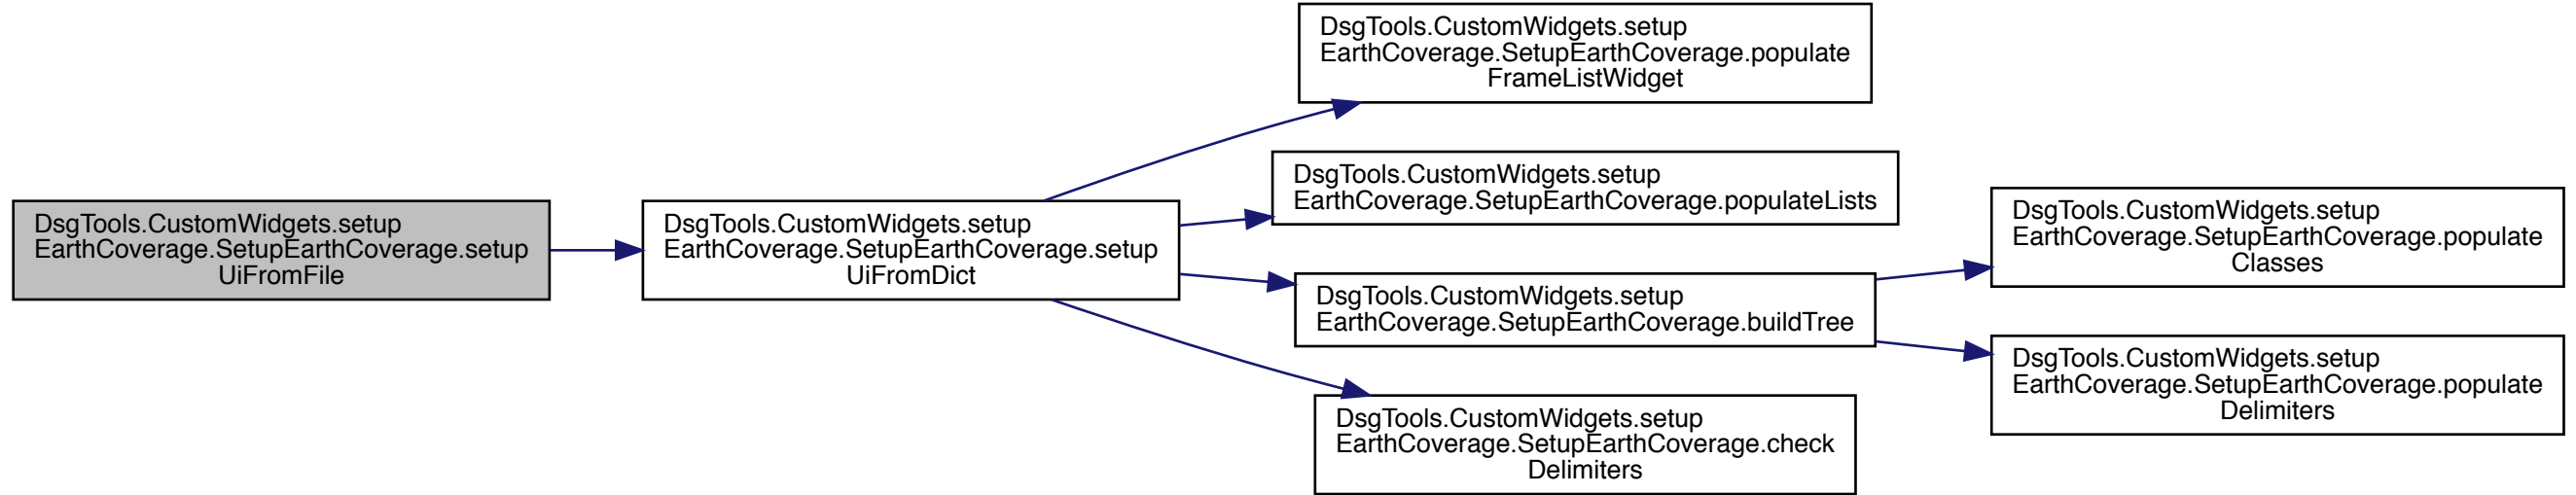 DsgTools.CustomWidgets.setup
EarthCoverage.SetupEarthCoverage.setup
UiFromFile
DsgTools.CustomWidgets.setup
EarthCoverage.SetupEarthCoverage.setup
UiFromDict
DsgTools.CustomWidgets.setup
EarthCoverage.SetupEarthCoverage.populate
FrameListWidget
DsgTools.CustomWidgets.setup
EarthCoverage.SetupEarthCoverage.populateLists
DsgTools.CustomWidgets.setup
EarthCoverage.SetupEarthCoverage.buildTree
DsgTools.CustomWidgets.setup
EarthCoverage.SetupEarthCoverage.check
Delimiters
DsgTools.CustomWidgets.setup
EarthCoverage.SetupEarthCoverage.populate
Classes
DsgTools.CustomWidgets.setup
EarthCoverage.SetupEarthCoverage.populate
Delimiters